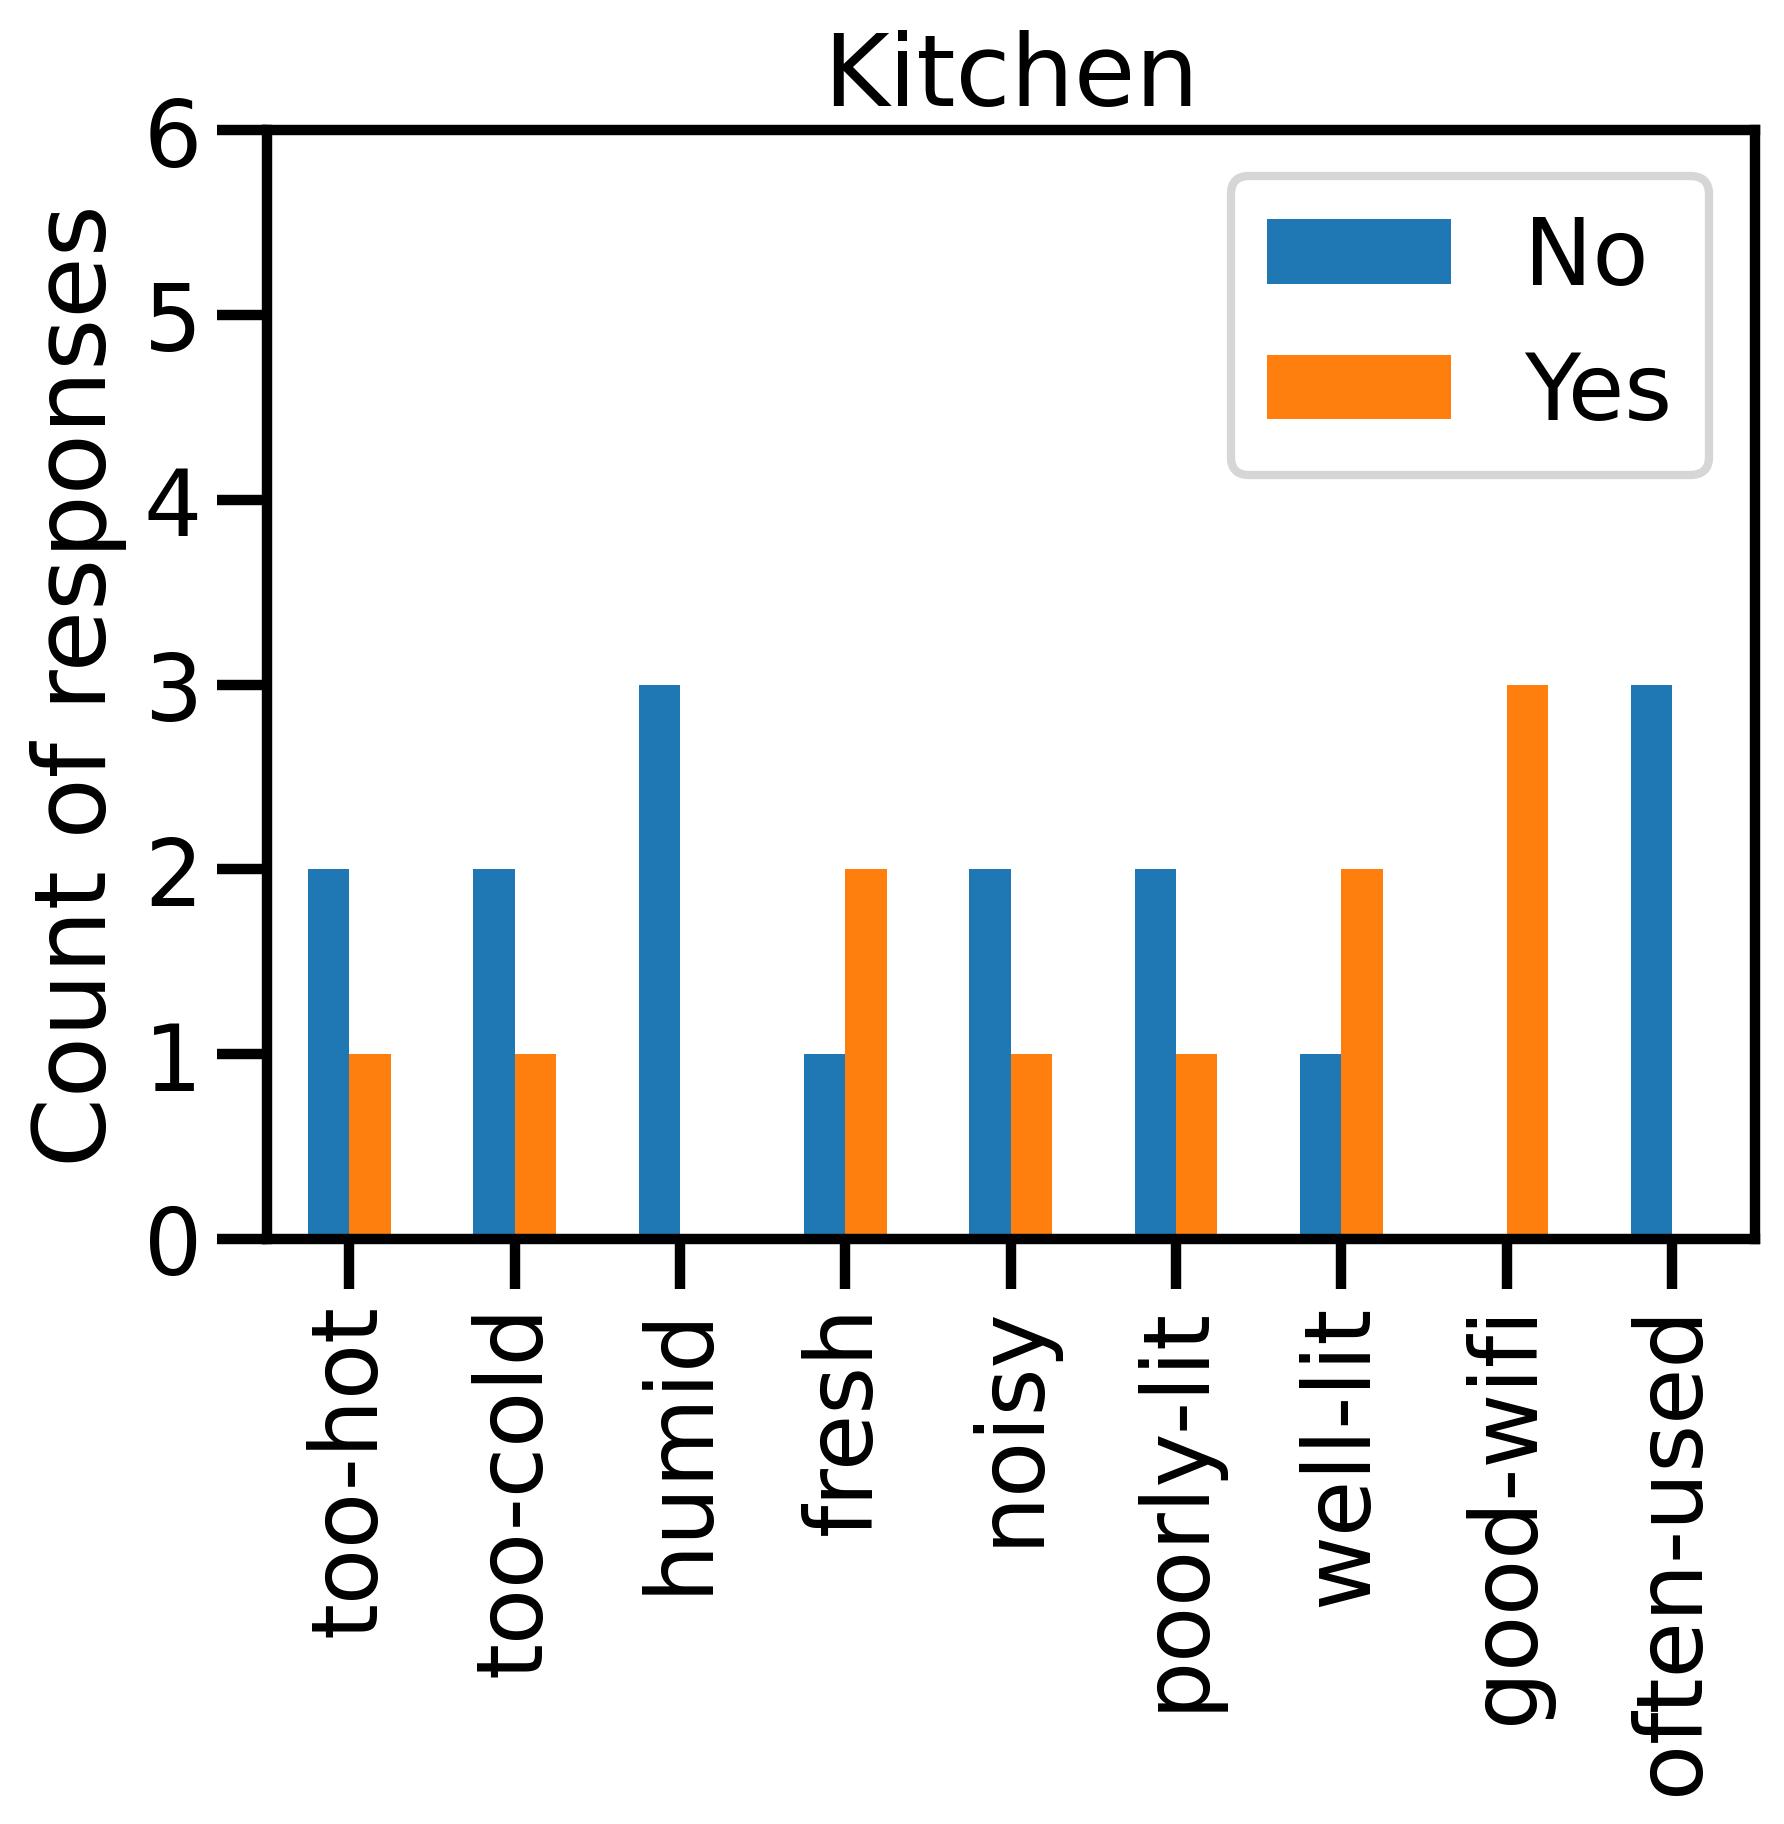 Kitchen
Count of responses
6
5
4
3
2
1
0
No
Yes
too-hot
too-cold
humid
fresh
noisy
poorly-lit
well-lit
good-wifi
often-used